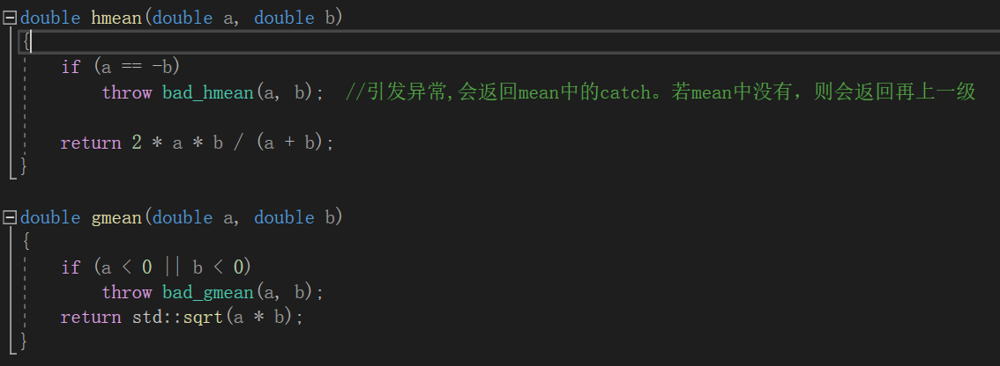 double hmean(double a, double b)
{
if (a == -b)
throw bad_hmean(a, b); //引发异常,会返回mean中的catch。若mean中没有，则会返回再上一级
return 2 * a * b / (a + b);
}
double gmean(double a, double b)
{
if (a < 0 || b < 0)
throw bad_gmean(a, b);
return std::sqrt(a * b);
}